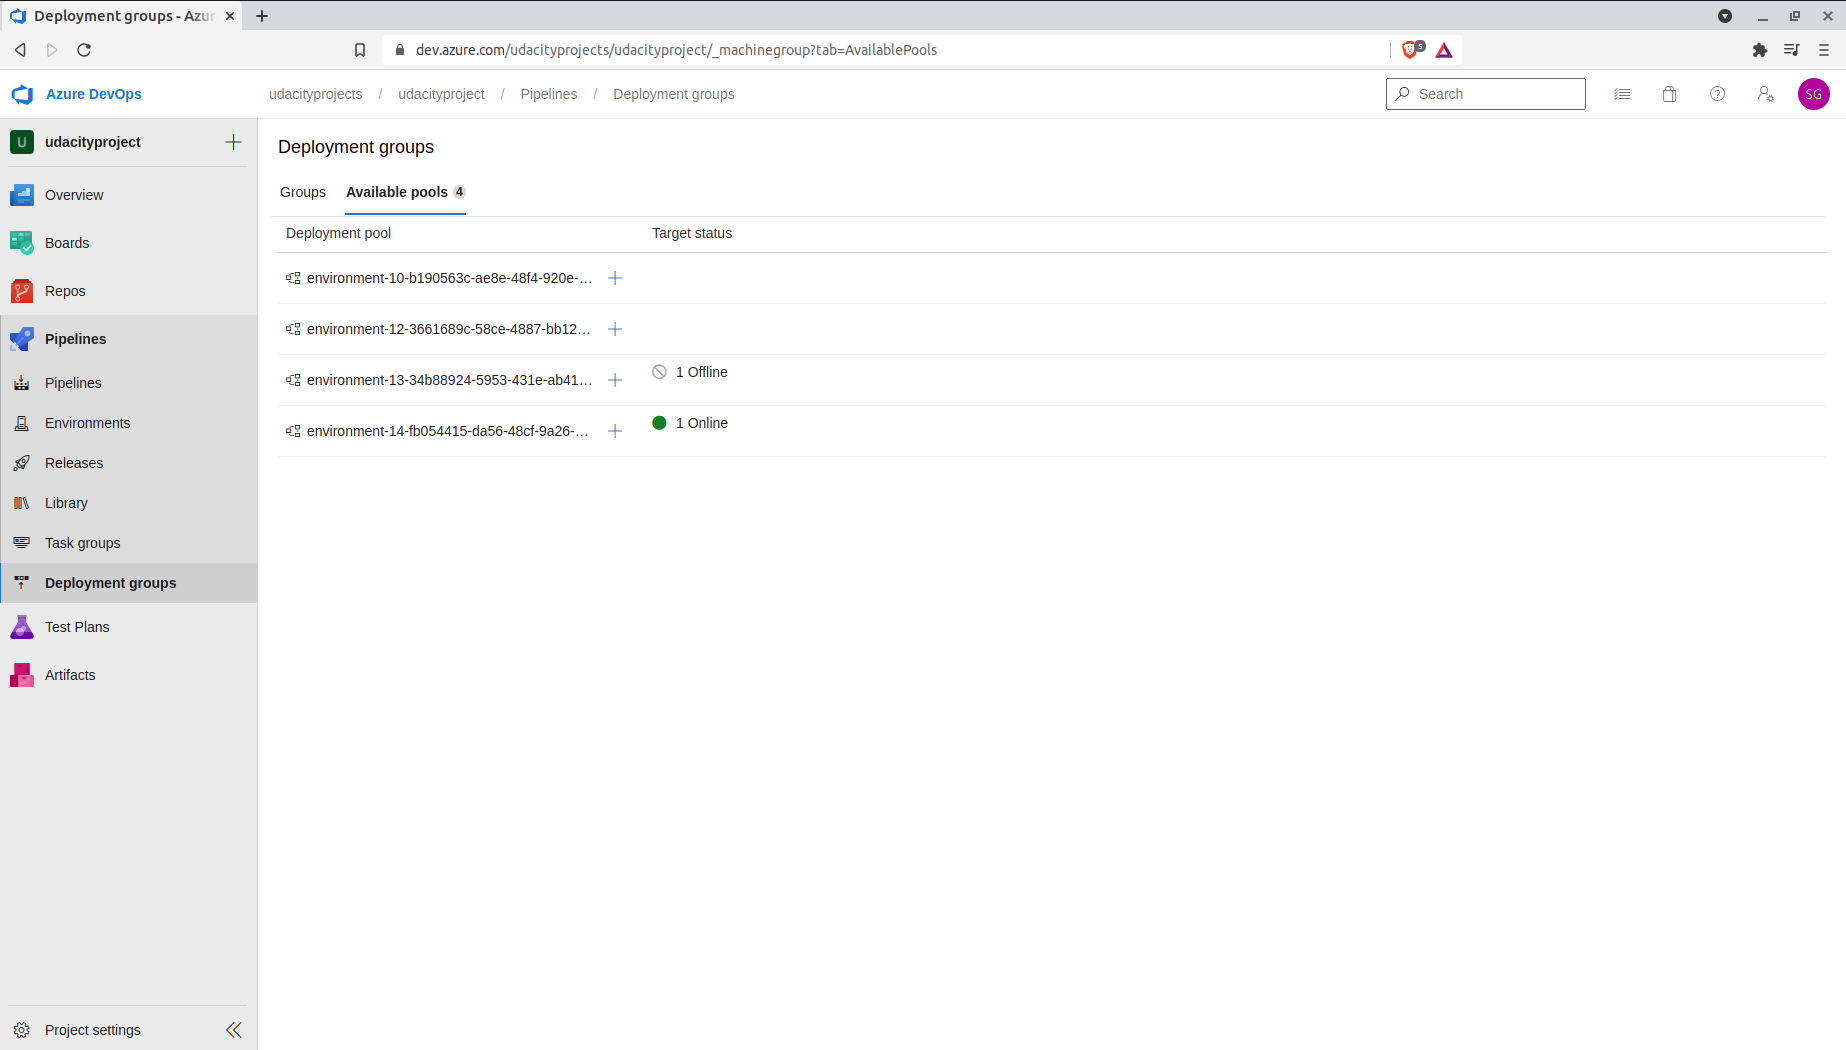 Deployment groups - Azur
dev.azure.com/udacityprojects/udacityproject/_machinegroup?tab=AvailablePools
5
Azure DevOps
udacityprojects / udacityproject / Pipelines / Deployment groups
Search
SG
U udacityproject
Overview
Boards
Repos
Pipelines
Pipelines
Environments
Releases
Library
Task groups
Deployment groups
Test Plans
Artifacts
Project settings
Deployment groups
Groups Available pools 4
Deployment pool Target status
environment-10-b190563c-ae8e-48f4-920e-...
environment-12-3661689c-58ce-4887-bb12...
environment-13-34b88924-5953-431e-ab41... 1 Offline
environment-14-fb054415-da56-48cf-9a26-... 1 Online